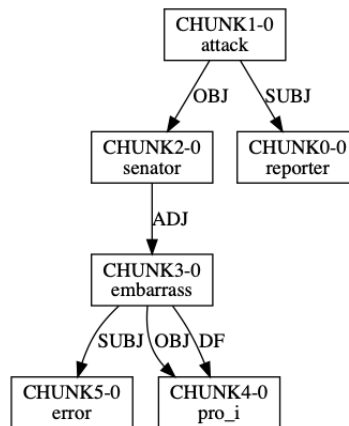 CHUNK1-0
attack
OBJ
SUBJ
CHUNK2-0
senator
CHUNK0-0
reporter
ADJ
CHUNK3-0
embarrass
SUBJ
OBJ
DF
CHUNK5-0
error
CHUNK4-0
pro_i